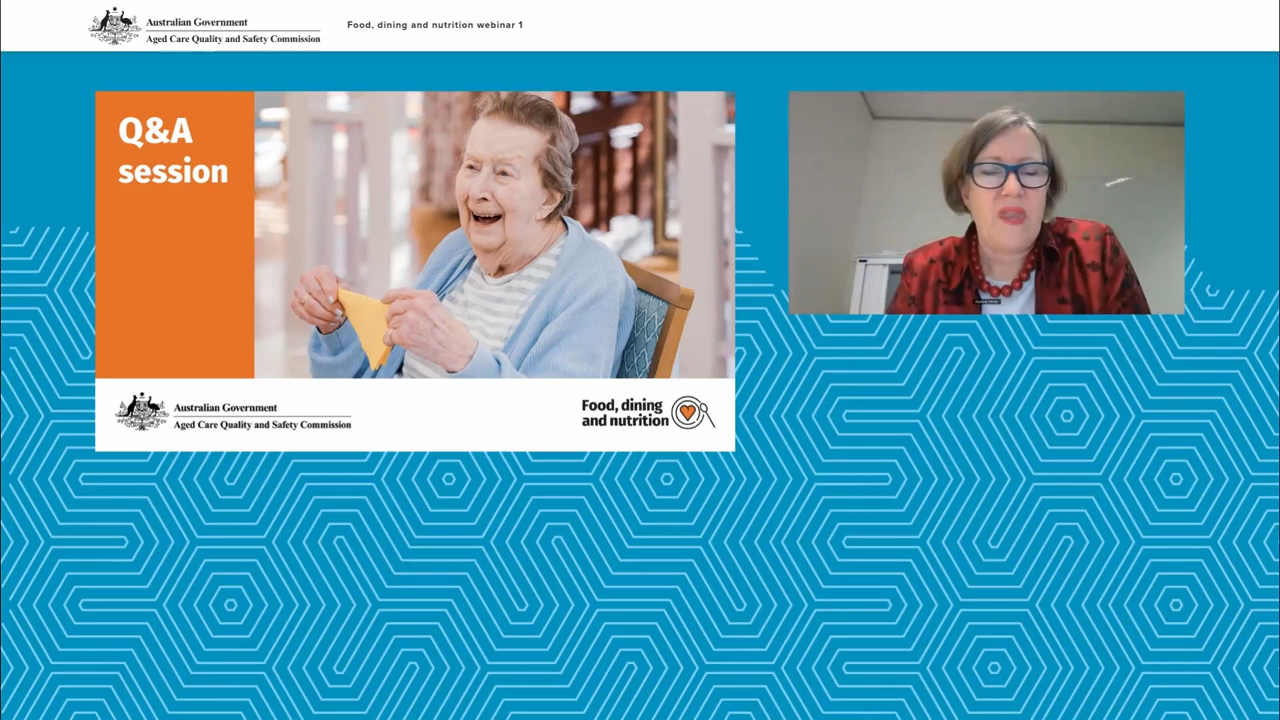 Australian Government
Aged Care Quality and Safety Commission
Food, dining and nutrition webinar 1
Q&A
session
Australian Government
Aged Care Quality and Safety Commission
Food, dining
and nutrition